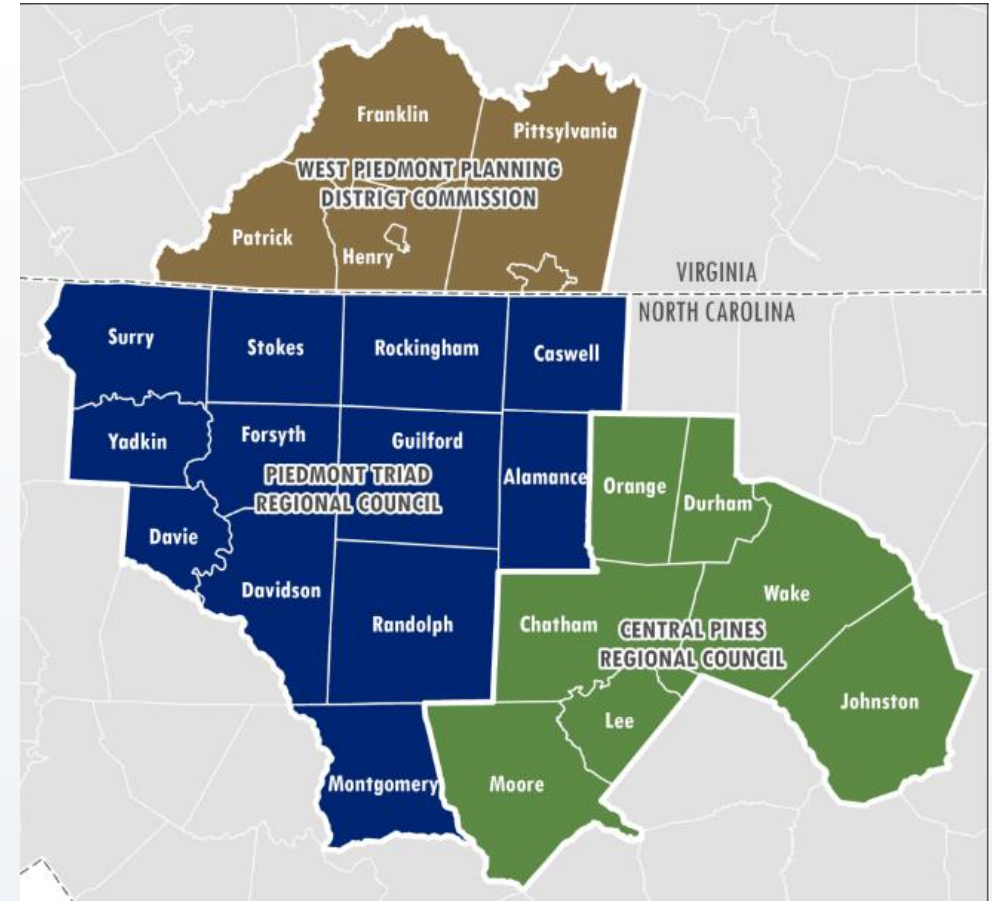 Franklin
Pittsylvania
WEST PIEDMONT PLANNING
DISTRICT COMMISSION
Patrick
Henry
VIRGINIA
NORTH CAROLINA
Surry
Stokes
Rockingham
Caswell
Yadkin
Forsyth
Guilford
Alamance
PIEDMONT TRIAD
REGIONAL COUNCIL
Orange
Durham
Davie
Davidson
Randolph
Chatham
Wake
CENTRAL PINES
REGIONAL COUNCIL
Johnston
Lee
Montgomery
Moore